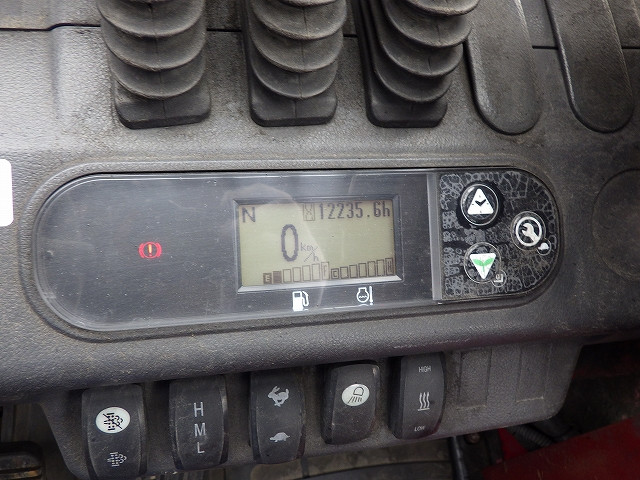 N 12235.6h
0 km/h
E F C H
HIGH
H
M
L
LOW